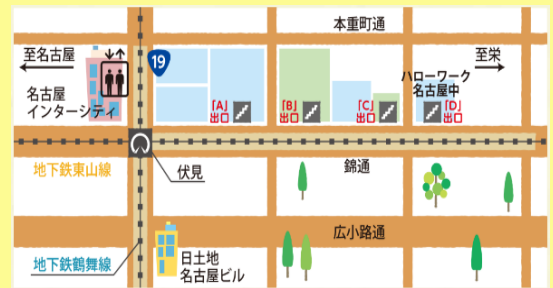 本重町通
至名古屋
19
至栄
ハローワーク
名古屋中
名古屋
インターシティ
「A」
出口
「B」
出口
「C」
出口
「D」
出口
地下鉄東山線
伏見
錦通
広小路通
日土地
名古屋ビル
地下鉄鶴舞線